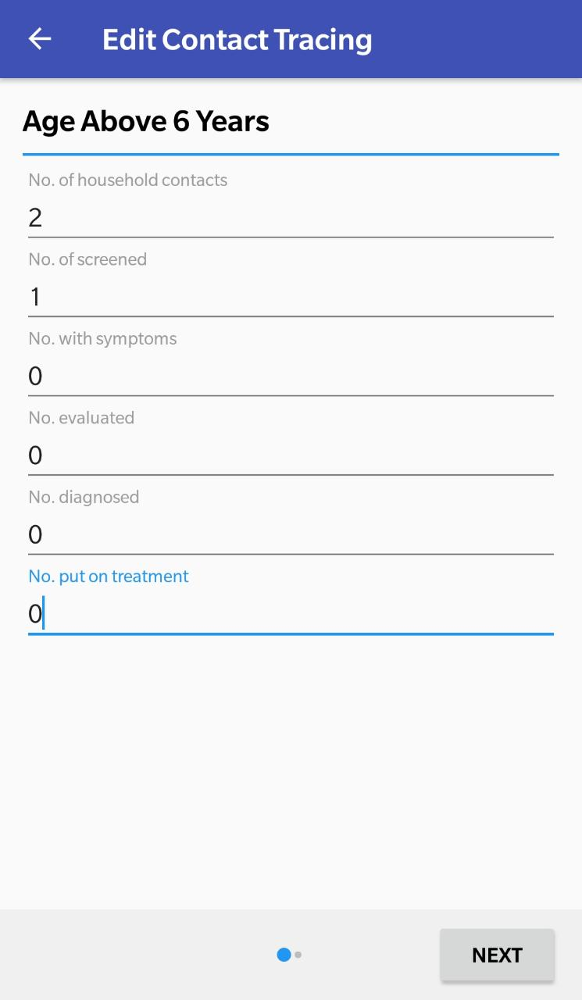 Edit Contact Tracing
Age Above 6 Years
No. of household contacts
2
No. of screened
1
No. with symptoms
0
No. evaluated
0
No. diagnosed
0
No. put on treatment
0
NEXT